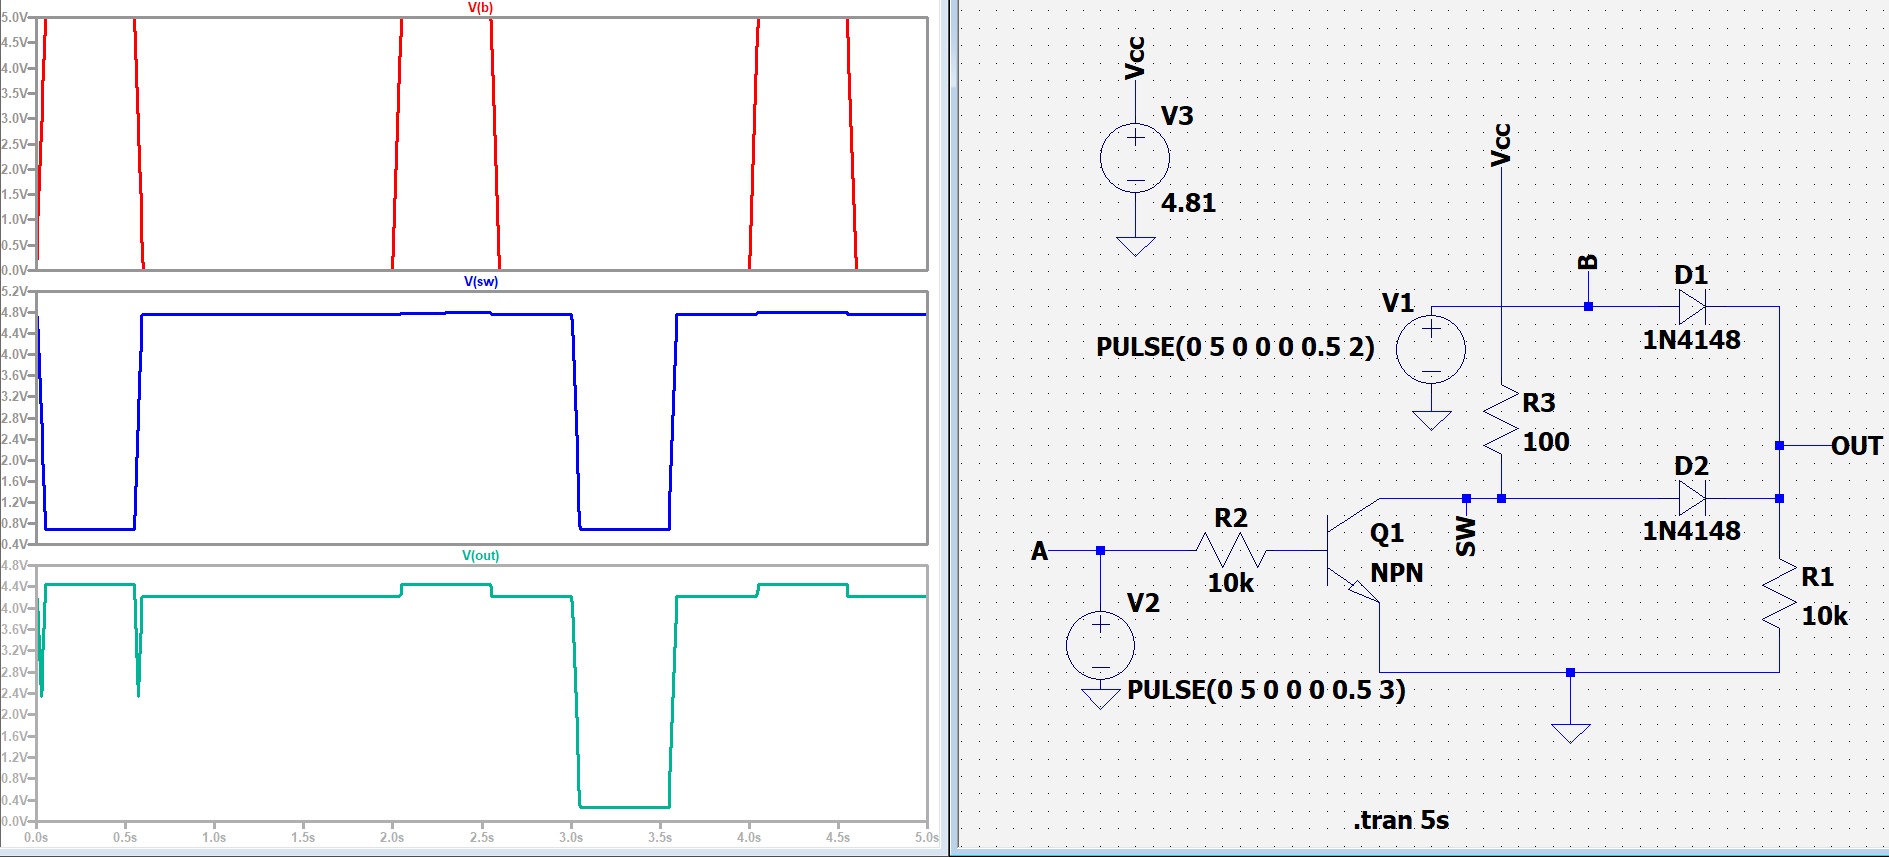 V(b)
5.0V
4.5V
4.0V
3.5V
3.0V
2.5V
2.0V
1.5V
1.0V
0.5V
0.0V
V(sw)
5.2V
4.8V
4.4V
4.0V
3.6V
3.2V
2.8V
2.4V
2.0V
1.6V
1.2V
0.8V
0.4V
V(out)
4.8V
4.4V
4.0V
3.6V
3.2V
2.8V
2.4V
2.0V
1.6V
1.2V
0.8V
0.4V
0.0V
0.0s 0.5s 1.0s 1.5s 2.0s 2.5s 3.0s 3.5s 4.0s 4.5s 5.0s
Vcc
V3
4.81
Vcc
B
D1
1N4148
V1
PULSE(0 5 0 0 0 0.5 2)
R3
100
OUT
D2
1N4148
SW
R2
10k
A
Q1
NPN
R1
10k
V2
PULSE(0 5 0 0 0 0.5 3)
.tran 5s